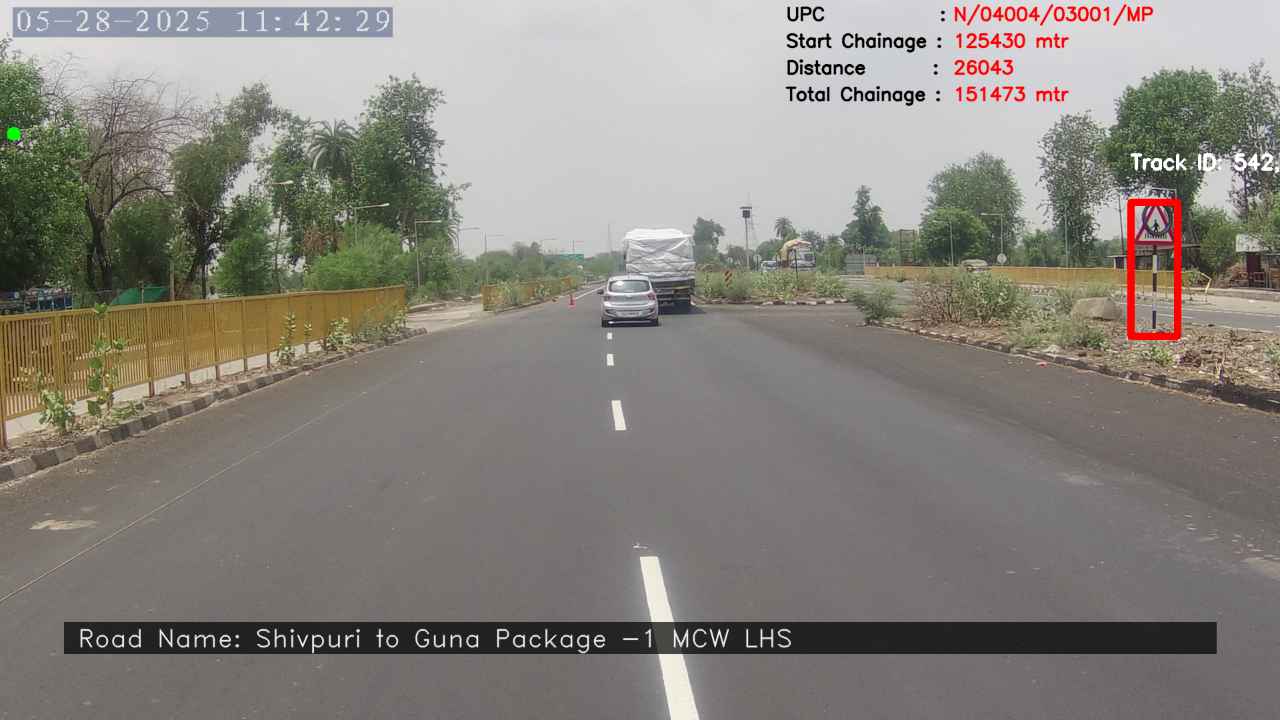 05-28-2025 11:42:29
UPC : N/04004/03001/MP
Start Chainage : 125430 mtr
Distance : 26043
Total Chainage : 151473 mtr
Track ID: 542,
Road Name: Shivpuri to Guna Package -1 MCW LHS